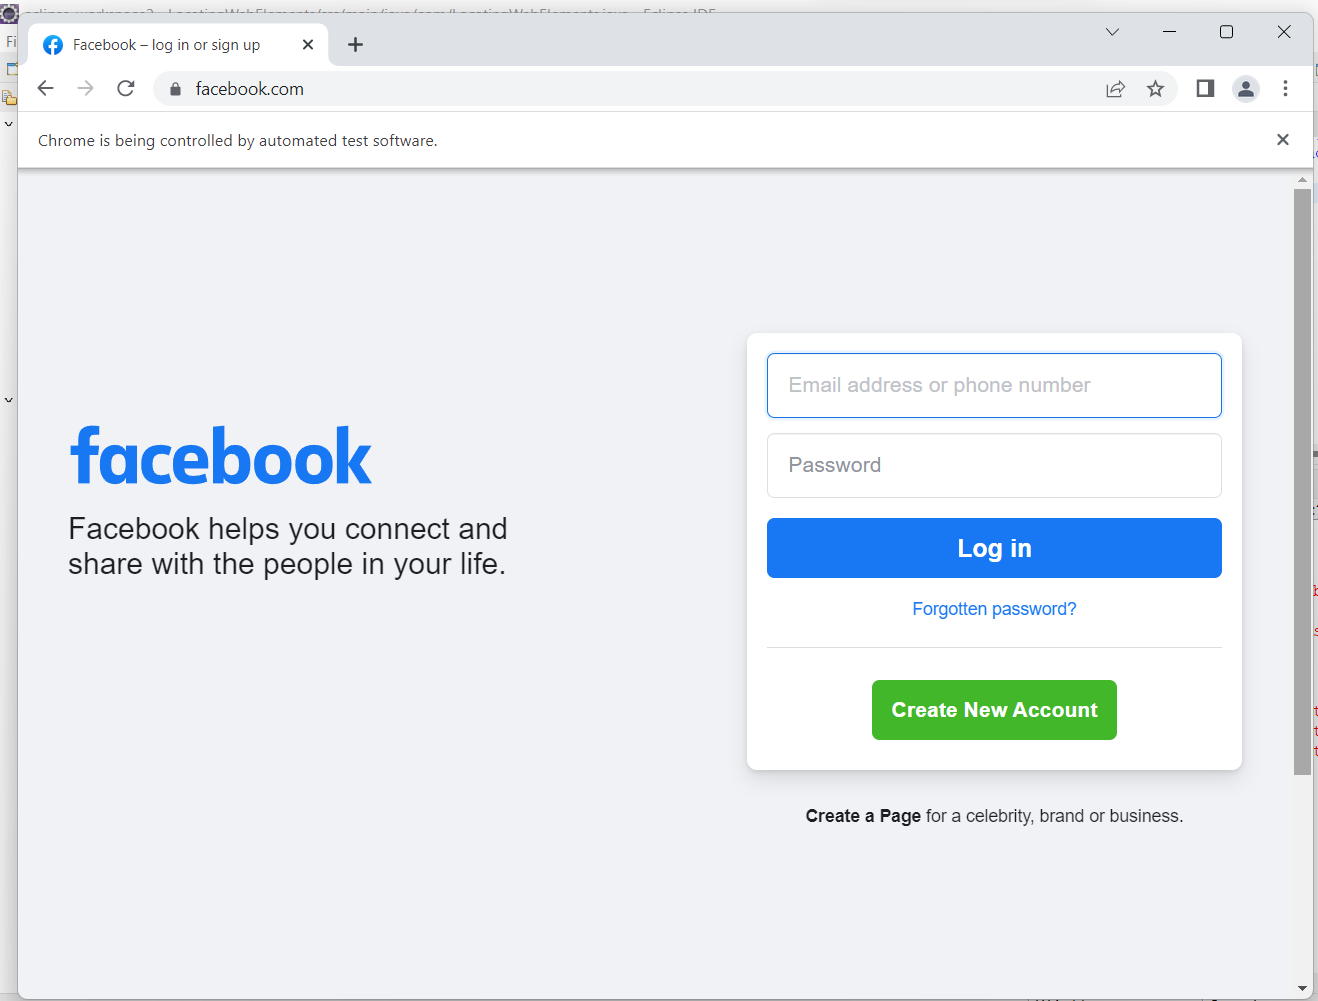 Facebook – log in or sign up
Fi
facebook.com
Chrome is being controlled by automated test software.
Email address or phone number
Password
facebook
Facebook helps you connect and
share with the people in your life.
Log in
Forgotten password?
Create New Account
Create a Page for a celebrity, brand or business.